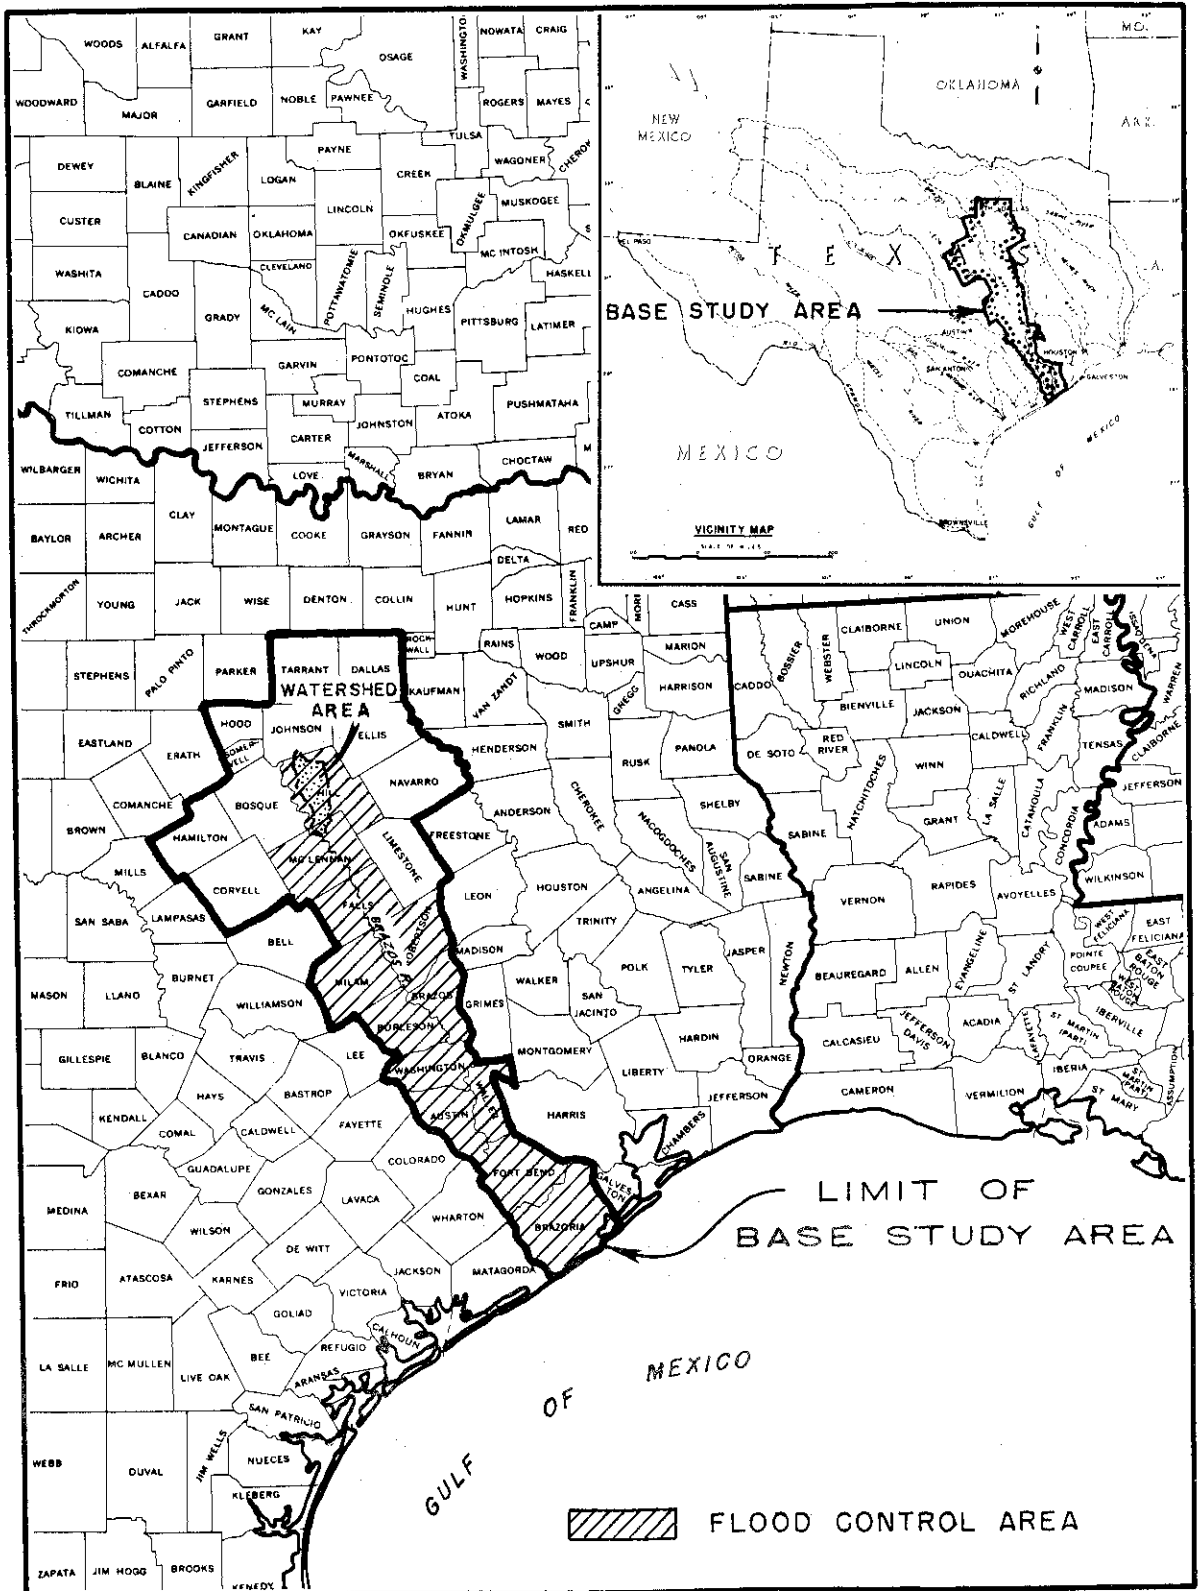 WOODS
ALFALFA
GRANT
KAY
OSAGE
WASHINGTO
NOWATA
CRAIG
WOODWARD
MAJOR
GARFIELD
NOBLE
PAWNEE
ROGERS
MAYES
TULSA
DEWEY
BLAINE
KINGFISHER
LOGAN
PAYNE
CREEK
WAGONER
CHEROK
CUSTER
CANADIAN
OKLAHOMA
LINCOLN
OKFUSKEE
OKMULGEE
MUSKOGEE
MC INTOSH
WASHITA
CADDO
GRADY
CLEVELAND
MC LAIN
POTTAWATOMIE
SEMINOLE
HUGHES
HASKELL
PITTSBURG
LATIMER
KIOWA
COMANCHE
GARVIN
PONTOTOC
COAL
TILLMAN
COTTON
STEPHENS
JEFFERSON
MURRAY
CARTER
JOHNSTON
ATOKA
PUSHMATAHA
LOVE
MARSHALL
BRYAN
CHOCTAW
MO.
OKLAHOMA
ARK.
NEW
MEXICO
EL PASO
TEXAS
DALLAS
BASE STUDY AREA
AUSTIN
SAN ANTONIO
HOUSTON
GALVESTON
MEXICO
GULF OF MEXICO
BROWNSVILLE
VICINITY MAP
SCALE OF MILES
WILBARGER
WICHITA
CLAY
MONTAGUE
COOKE
GRAYSON
FANNIN
LAMAR
RED
BAYLOR
ARCHER
DELTA
THROCKMORTON
YOUNG
JACK
WISE
DENTON
COLLIN
HUNT
HOPKINS
FRANKLIN
CAMP
CASS
STEPHENS
PALO PINTO
PARKER
TARRANT
DALLAS
ROCK
WALL
KAUFMAN
RAINS
VAN ZANDT
WOOD
UPSHUR
MARION
HARRISON
GREGG
WATERSHED
AREA
EASTLAND
ERATH
HOOD
SOMER-
VELL
JOHNSON
ELLIS
HENDERSON
SMITH
RUSK
PANOLA
COMANCHE
BROWN
BOSQUE
HILL
NAVARRO
ANDERSON
CHEROKEE
SHELBY
HAMILTON
MILLS
MC LENNAN
LIMESTONE
FREESTONE
NACOGDOCHES
SAN
AUGUSTINE
SABINE
CORYELL
SAN SABA
LAMPASAS
FALLS
BRAZOS R.
ROBERTSON
LEON
HOUSTON
ANGELINA
TRINITY
BELL
MADISON
BURNET
MASON
LLANO
WILLIAMSON
MILAM
BRAZOS
GRIMES
WALKER
SAN
JACINTO
POLK
TYLER
JASPER
NEWTON
BURLESON
GILLESPIE
BLANCO
TRAVIS
LEE
WASHINGTON
MONTGOMERY
LIBERTY
HARDIN
ORANGE
JEFFERSON
KENDALL
HAYS
BASTROP
COMAL
CALDWELL
FAYETTE
AUSTIN
WALLER
HARRIS
CHAMBERS
GUADALUPE
COLORADO
FORT BEND
GALVES-
TON
MEDINA
BEXAR
GONZALES
LAVACA
WHARTON
BRAZORIA
WILSON
DE WITT
FRIO
ATASCOSA
KARNES
JACKSON
MATAGORDA
VICTORIA
GOLIAD
CALHOUN
LA SALLE
MC MULLEN
LIVE OAK
BEE
REFUGIO
ARANSAS
SAN PATRICIO
WEBB
DUVAL
JIM WELLS
NUECES
KLEBERG
ZAPATA
JIM HOGG
BROOKS
KENEDY
CADDO
BOSSIER
WEBSTER
CLAIBORNE
UNION
MOREHOUSE
WEST
CARROLL
EAST
CARROLL
ISSAQUENA
WARREN
LINCOLN
OUACHITA
RICHLAND
MADISON
BIENVILLE
JACKSON
FRANKLIN
DE SOTO
RED
RIVER
CALDWELL
TENSAS
CLAIBORNE
WINN
JEFFERSON
NATCHITOCHES
SABINE
GRANT
LA SALLE
CATAHOULA
CONCORDIA
ADAMS
WILKINSON
VERNON
RAPIDES
AVOYELLES
WEST
FELICIANA
EAST
FELICIANA
BEAUREGARD
ALLEN
EVANGELINE
ST LANDRY
POINTE
COUPEE
EAST
BATON
ROUGE
WEST
BATON
ROUGE
IBERVILLE
CALCASIEU
JEFFERSON
DAVIS
ACADIA
LAFAYETTE
ST MARTIN
(PART)
CAMERON
VERMILION
IBERIA
ST MARTIN
(PART)
ST MARY
ASSUMPTION
LIMIT OF
BASE STUDY AREA
GULF OF MEXICO
FLOOD CONTROL AREA